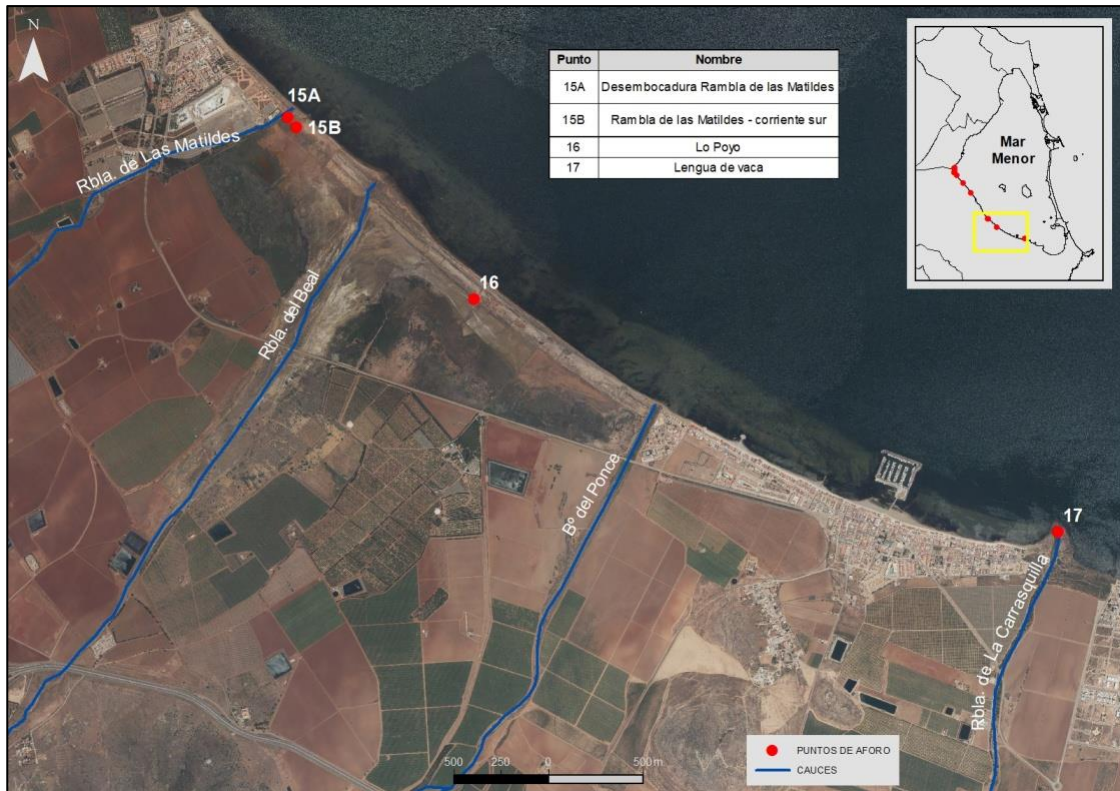 N
Punto Nombre
15A Desembocadura Rambla de las Matildes
15B Rambla de las Matildes - corriente sur
16 Lo Poyo
17 Lengua de vaca
Mar
Menor
15A
15B
Rbla. de Las Matildes
Rbla. del Beal
16
Bº del Ponce
17
Rbla. de La Carrasquilla
500 250 0 500 m
PUNTOS DE AFORO
CAUCES